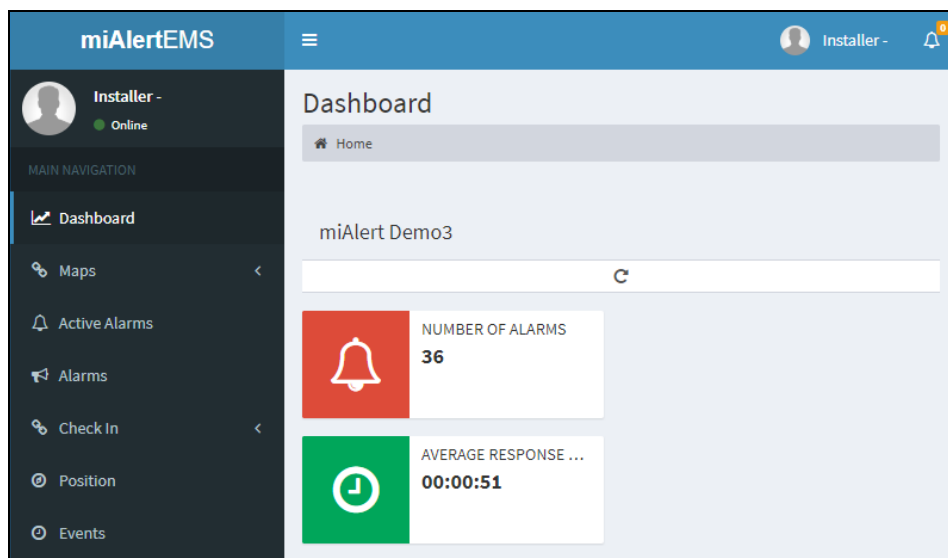 miAlertEMS
Installer -
0
Installer -
Online
MAIN NAVIGATION
Dashboard
Maps
Active Alarms
Alarms
Check In
Position
Events
Dashboard
Home
miAlert Demo3
NUMBER OF ALARMS
36
AVERAGE RESPONSE ...
00:00:51